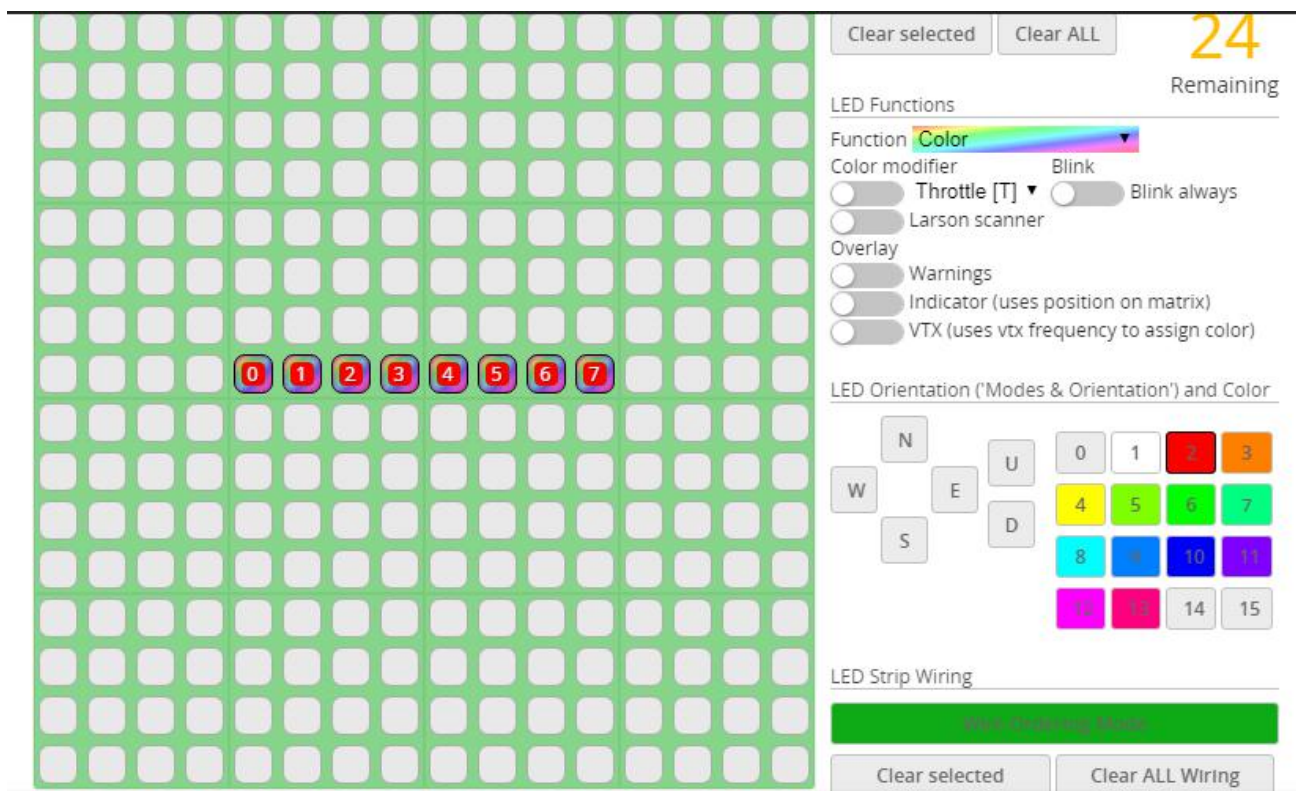 Clear selected Clear ALL
24
Remaining
LED Functions
Function Color
Color modifier Blink
Throttle [T] Blink always
Larson scanner
Overlay
Warnings
Indicator (uses position on matrix)
VTX (uses vtx frequency to assign color)
0 1 2 3 4 5 6 7
LED Orientation ('Modes & Orientation') and Color
N
W E
S
U
D
0 1 2 3
4 5 6 7
8 9 10 11
12 13 14 15
LED Strip Wiring
Wire Ordering Mode
Clear selected Clear ALL Wiring